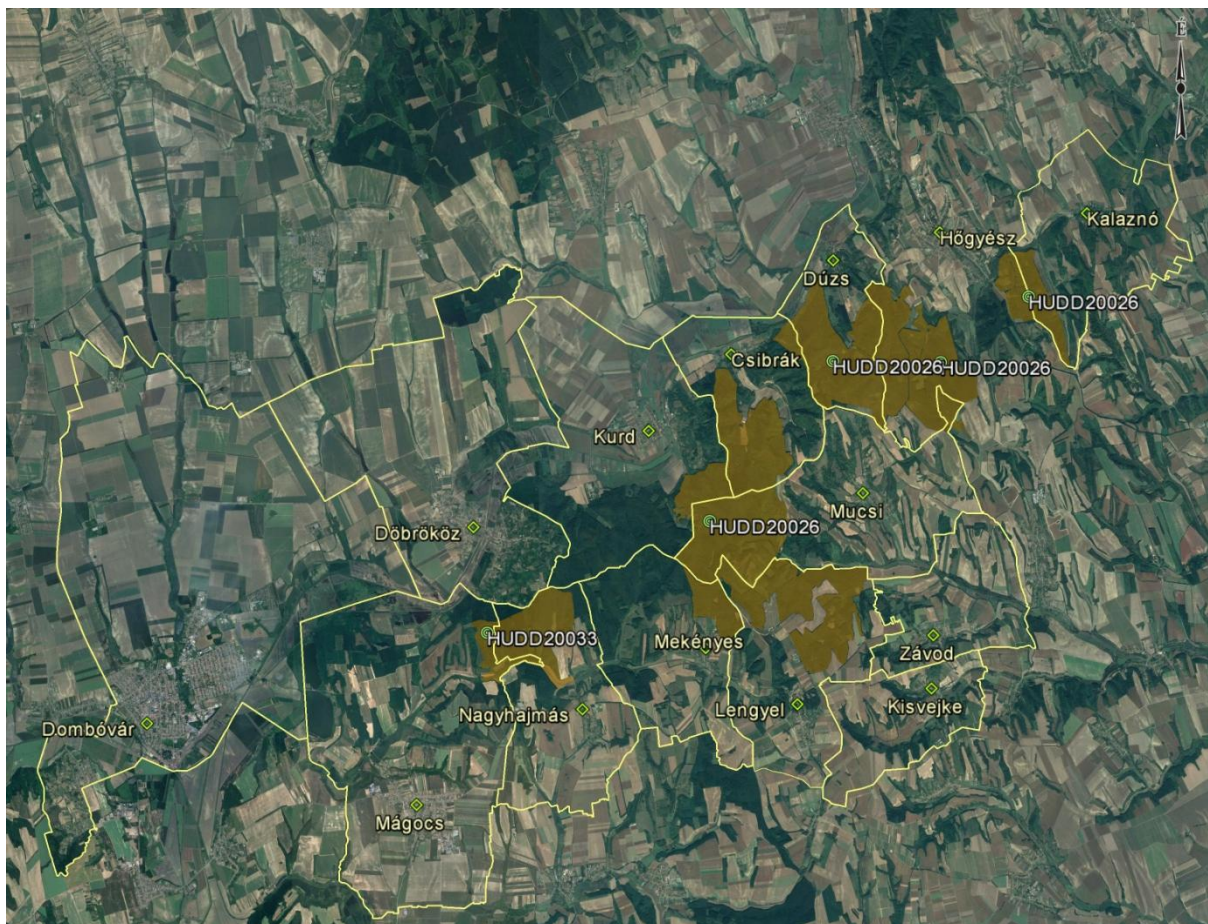 É
Kalaznó
Hőgyész
Dúzs
HUDD20026
Csibrák
HUDD20026
HUDD20026
Kurd
Mucsi
HUDD20026
Döbrököz
HUDD20033
Mekényes
Závod
Kisvejke
Lengyel
Nagyhajmás
Dombóvár
Mágocs